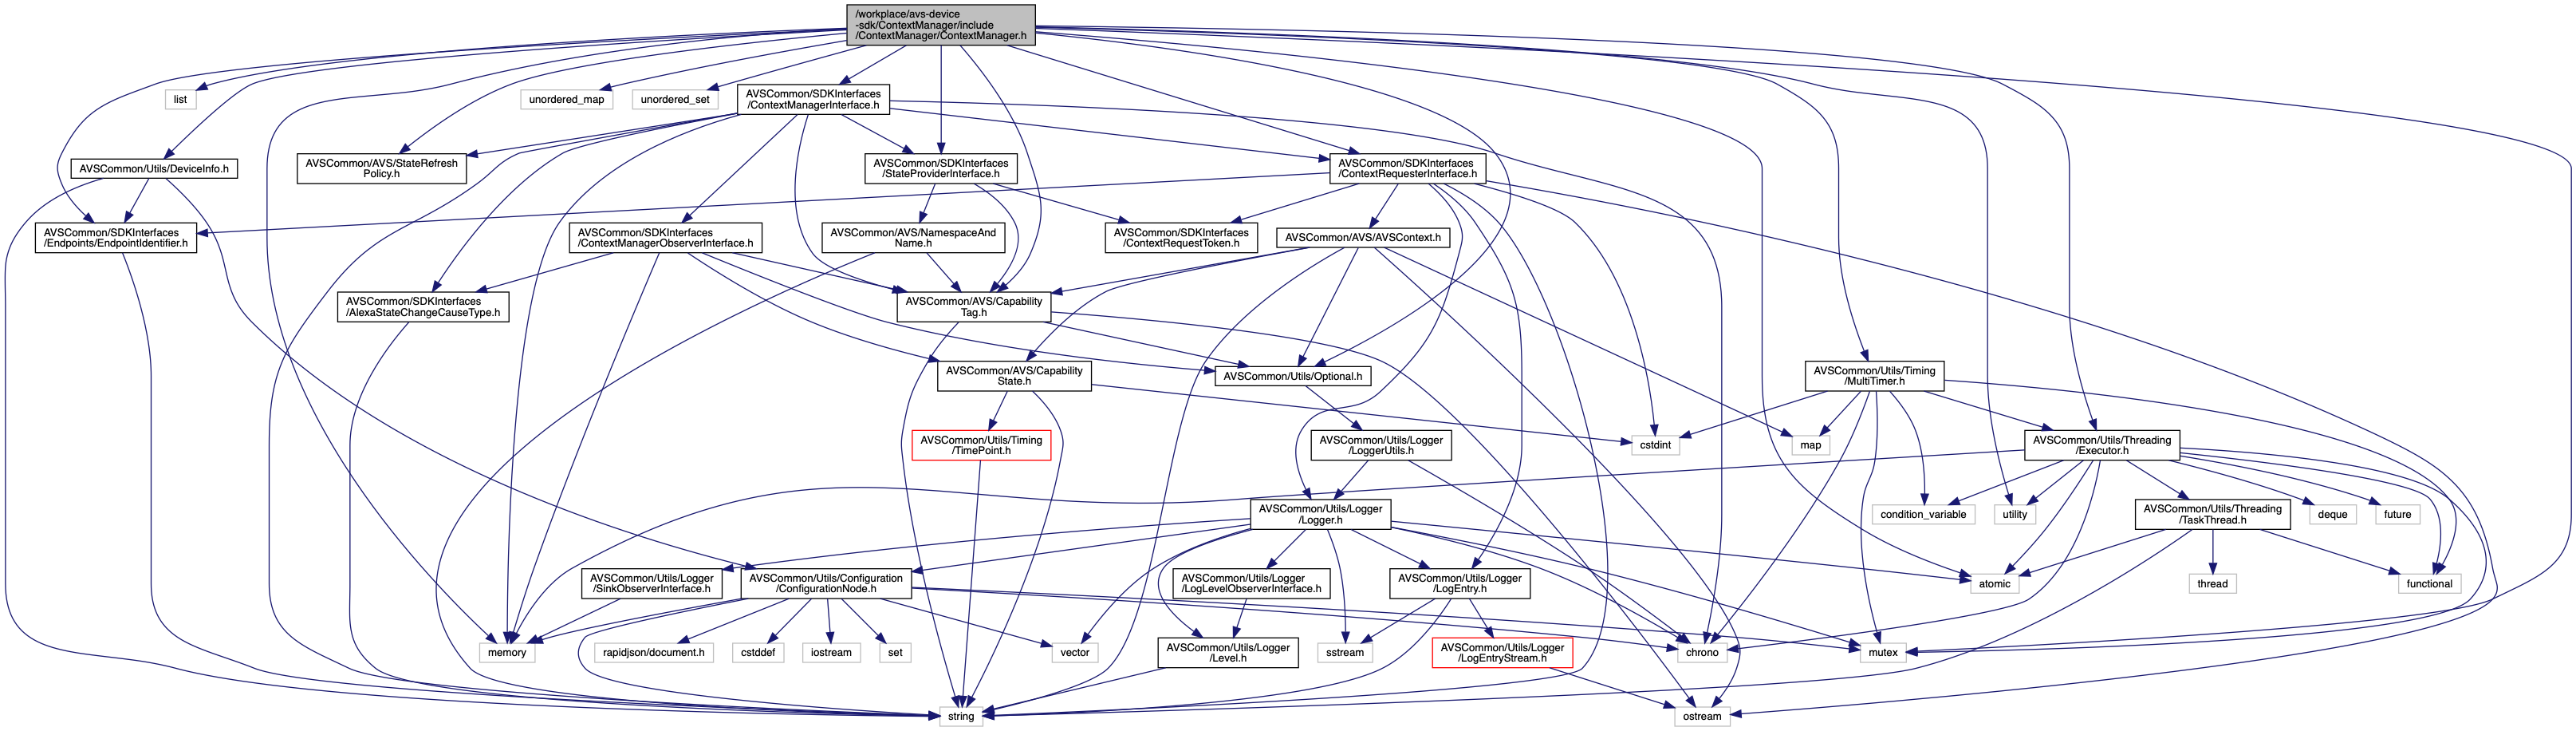 /workplace/avs-device
-sdk/ContextManager/include
/ContextManager/ContextManager.h
list
unordered_map
unordered_set
AVSCommon/SDKInterfaces
/ContextManagerInterface.h
AVSCommon/Utils/DeviceInfo.h
AVSCommon/AVS/StateRefresh
Policy.h
AVSCommon/SDKInterfaces
/StateProviderInterface.h
AVSCommon/SDKInterfaces
/ContextRequesterInterface.h
AVSCommon/SDKInterfaces
/Endpoints/EndpointIdentifier.h
AVSCommon/SDKInterfaces
/ContextManagerObserverInterface.h
AVSCommon/AVS/NamespaceAnd
Name.h
AVSCommon/SDKInterfaces
/ContextRequestToken.h
AVSCommon/AVS/AVSContext.h
AVSCommon/SDKInterfaces
/AlexaStateChangeCauseType.h
AVSCommon/AVS/Capability
Tag.h
AVSCommon/AVS/Capability
State.h
AVSCommon/Utils/Optional.h
AVSCommon/Utils/Timing
/MultiTimer.h
AVSCommon/Utils/Timing
/TimePoint.h
AVSCommon/Utils/Logger
/LoggerUtils.h
cstdint
map
AVSCommon/Utils/Threading
/Executor.h
AVSCommon/Utils/Logger
/Logger.h
condition_variable
utility
AVSCommon/Utils/Threading
/TaskThread.h
deque
future
AVSCommon/Utils/Logger
/SinkObserverInterface.h
AVSCommon/Utils/Configuration
/ConfigurationNode.h
AVSCommon/Utils/Logger
/LogLevelObserverInterface.h
AVSCommon/Utils/Logger
/LogEntry.h
atomic
thread
functional
memory
rapidjson/document.h
cstddef
iostream
set
vector
AVSCommon/Utils/Logger
/Level.h
sstream
AVSCommon/Utils/Logger
/LogEntryStream.h
chrono
mutex
string
ostream